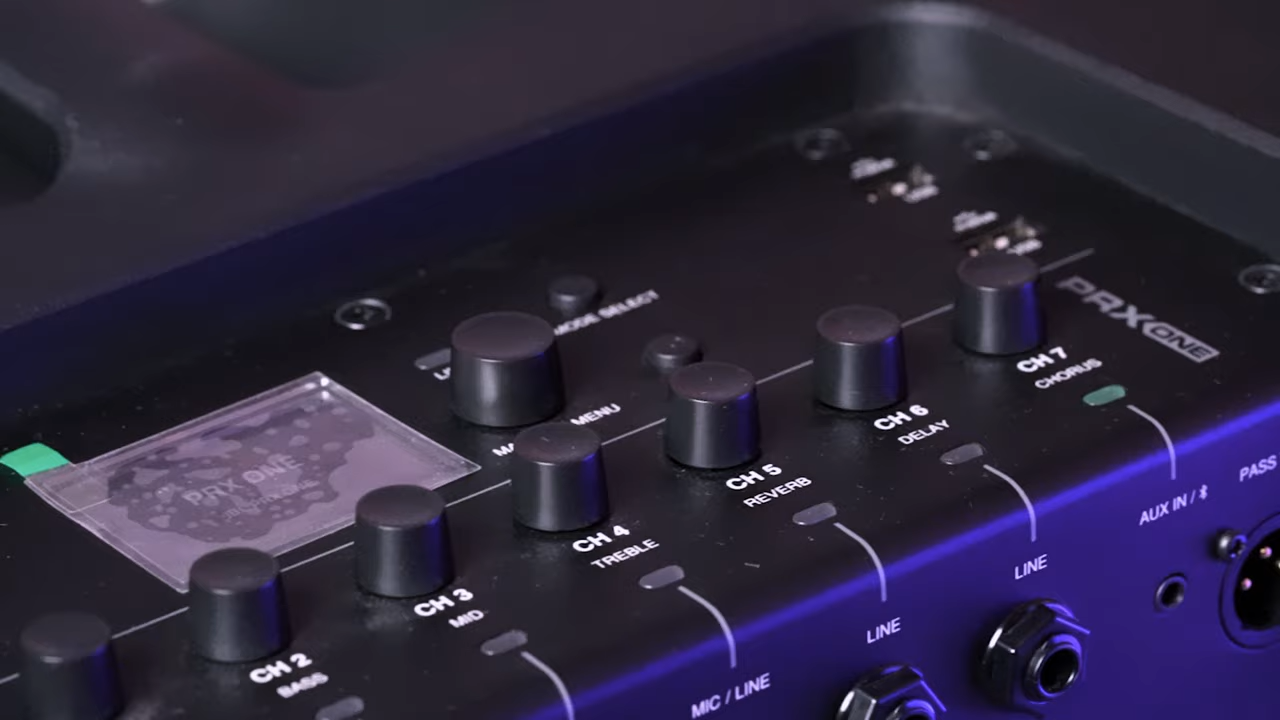 MODE SELECT
MENU
PRX ONE
PRX ONE
CH 7
CHORUS
CH 6
DELAY
CH 5
REVERB
CH 4
TREBLE
CH 3
MID
CH 2
BASS
PASS
AUX IN /
LINE
LINE
MIC / LINE